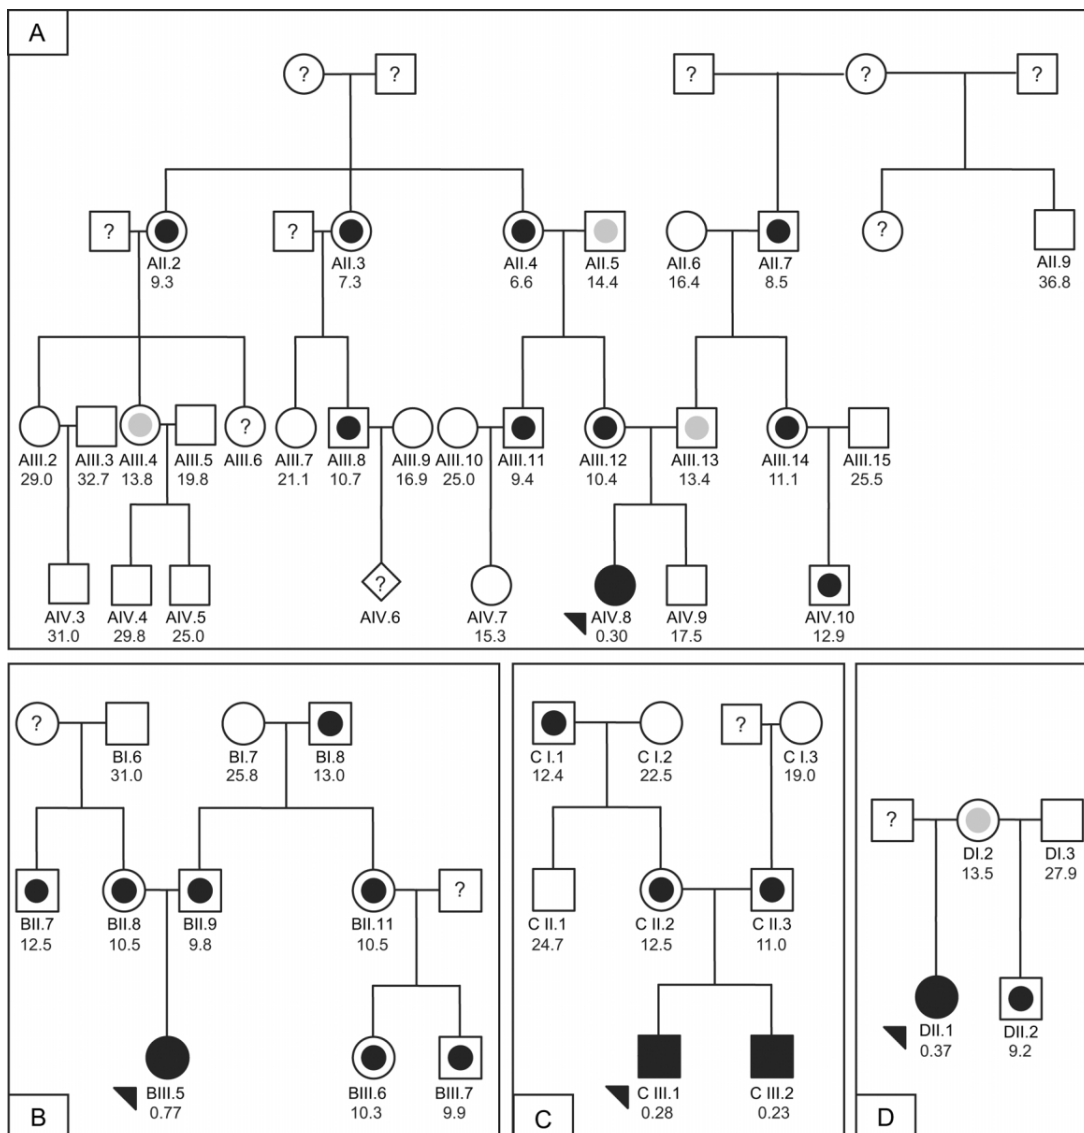 A
? ? ? ? ?
? ? ?
AII.2 AII.3 AII.4 AII.5 AII.6 AII.7 AII.9
9.3 7.3 6.6 14.4 16.4 8.5 36.8
?
AIII.2 AIII.3 AIII.4 AIII.5 AIII.6 AIII.7 AIII.8 AIII.9 AIII.10 AIII.11 AIII.12 AIII.13 AIII.14 AIII.15
29.0 32.7 13.8 19.8 21.1 10.7 16.9 25.0 9.4 10.4 13.4 11.1 25.5
?
AIV.3 AIV.4 AIV.5 AIV.6 AIV.7 AIV.8 AIV.9 AIV.10
31.0 29.8 25.0 15.3 0.30 17.5 12.9
?
BI.6 BI.7 BI.8
31.0 25.8 13.0
?
BII.7 BII.8 BII.9 BII.11
12.5 10.5 9.8 10.5
BIII.5 BIII.6 BIII.7
0.77 10.3 9.9
B
?
C I.1 C I.2 C I.3
12.4 22.5 19.0
C II.1 C II.2 C II.3
24.7 12.5 11.0
C III.1 C III.2
0.28 0.23
C
?
DI.2 DI.3
13.5 27.9
DII.1 DII.2
0.37 9.2
D